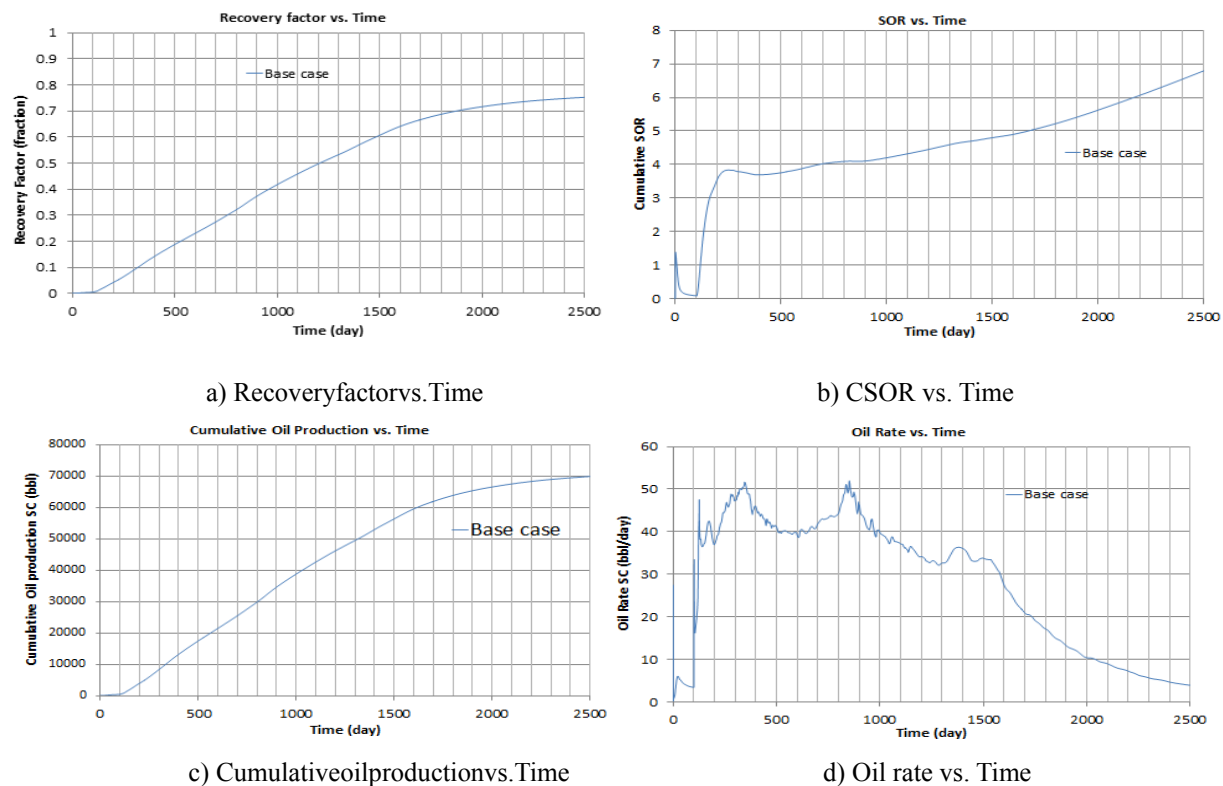 Recovery factor vs. Time
Recovery Factor (fraction)
1
0.9
0.8
0.7
0.6
0.5
0.4
0.3
0.2
0.1
0
Base case
0 500 1000 1500 2000 2500
Time (day)
a) Recoveryfactorvs.Time
SOR vs. Time
Cumulative SOR
8
7
6
5
4
3
2
1
0
Base case
0 500 1000 1500 2000 2500
Time (day)
b) CSOR vs. Time
Cumulative Oil Production vs. Time
Cumulative Oil production SC (bbl)
80000
70000
60000
50000
40000
30000
20000
10000
0
Base case
0 500 1000 1500 2000 2500
Time (day)
c) Cumulativeoilproductionvs.Time
Oil Rate vs. Time
Oil Rate SC (bbl/day)
60
50
40
30
20
10
0
Base case
0 500 1000 1500 2000 2500
Time (day)
d) Oil rate vs. Time